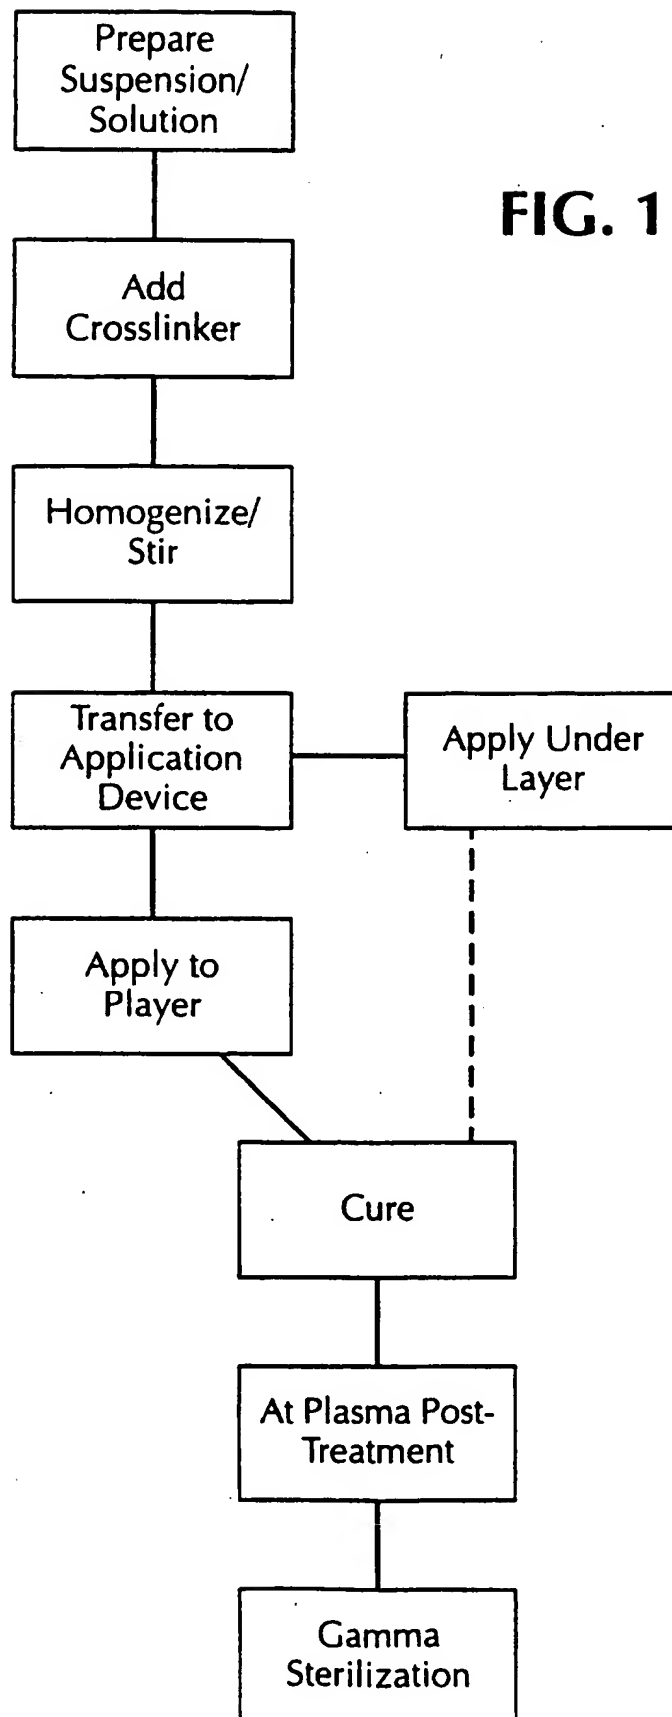 Prepare
Suspension/
Solution
FIG. 1
Add
Crosslinker
Homogenize/
Stir
Transfer to
Application
Device
Apply Under
Layer
Apply to
Player
Cure
At Plasma Post-
Treatment
Gamma
Sterilization